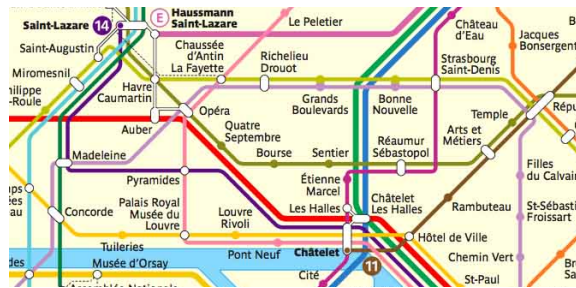 Saint-Lazare
14
E
Haussmann
Saint-Lazare
Le Peletier
Château
d'Eau
Jacques
Bonsergent
Saint-Augustin
Chaussée
d'Antin
La Fayette
Richelieu
Drouot
Strasbourg
Saint-Denis
Miromesnil
Havre
Caumartin
Opéra
Grands
Boulevards
Bonne
Nouvelle
Temple
Auber
Quatre
Septembre
Arts et
Métiers
Réaumur
Sébastopol
Madeleine
Bourse
Sentier
Filles
du Calvai
Pyramides
Étienne
Marcel
Palais Royal
Musée du
Louvre
Louvre
Rivoli
Les Halles
Châtelet
Les Halles
Rambuteau
St-Sébasti
Froissart
Concorde
Tuileries
Pont Neuf
Châtelet
Hôtel de Ville
Chemin Vert
Musée d'Orsay
Cité
11
St-Paul